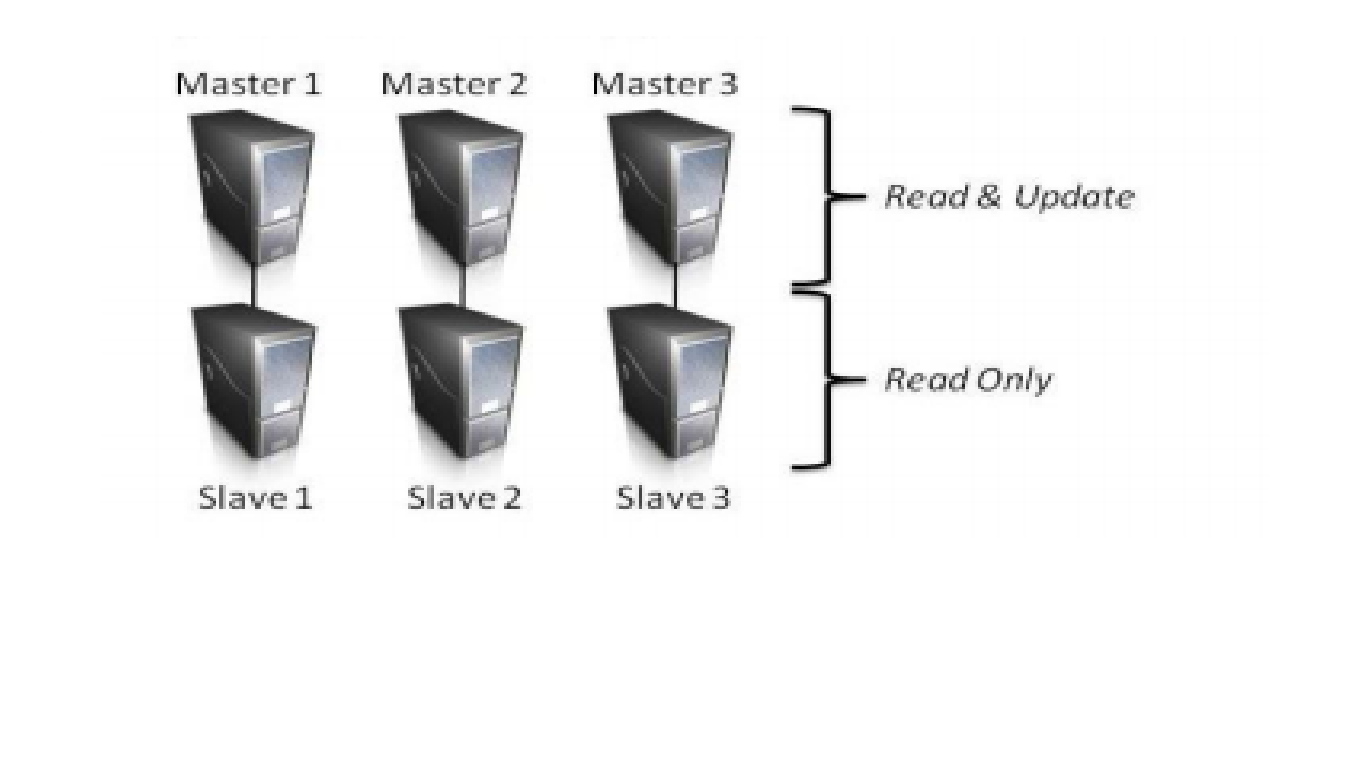 Master 1 Master 2 Master 3
Read & Update
Read Only
Slave 1 Slave 2 Slave 3